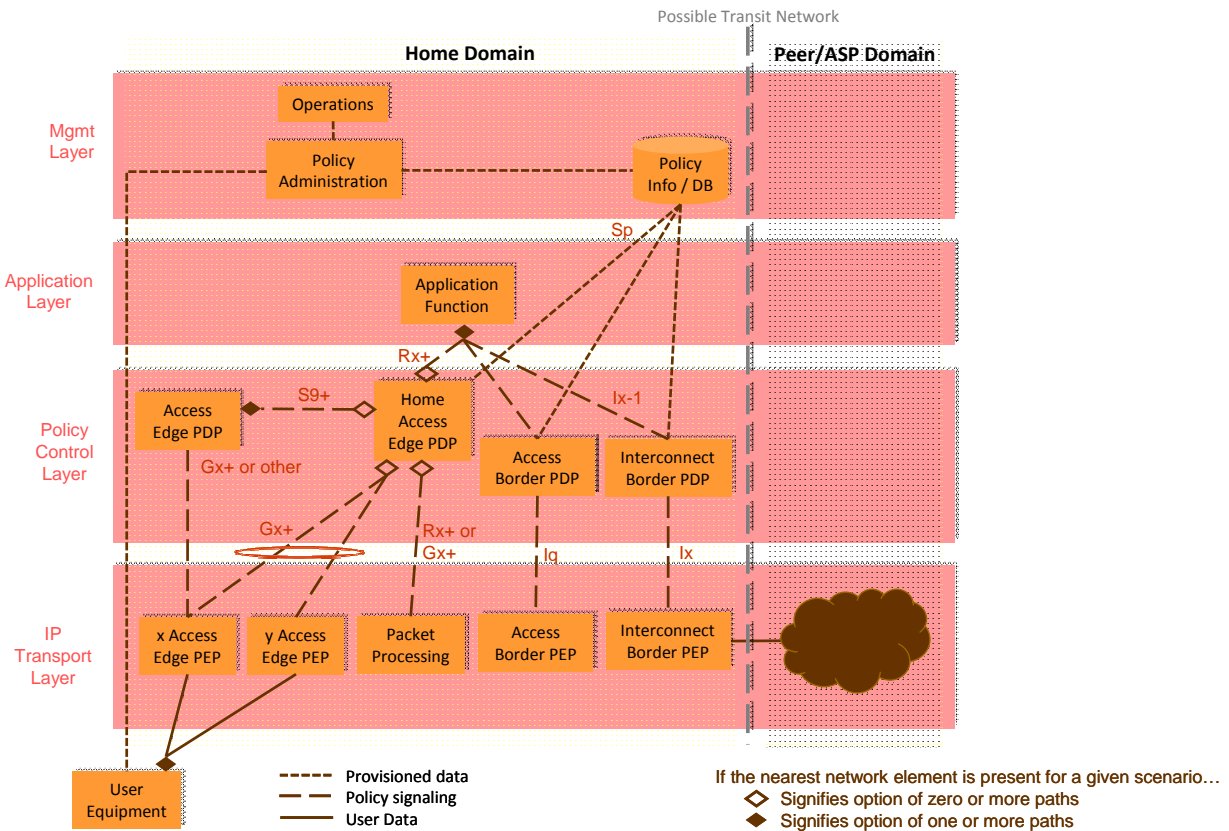 Possible Transit Network
Home Domain
Peer/ASP Domain
Mgmt
Layer
Operations
Policy
Administration
Policy
Info / DB
Sp
Application
Layer
Application
Function
Rx+
Ix-1
Policy
Control
Layer
Access
Edge PDP
S9+
Home
Access
Edge PDP
Access
Border PDP
Interconnect
Border PDP
Gx+ or other
Gx+
Rx+ or
Gx+
Iq
Ix
IP
Transport
Layer
x Access
Edge PEP
y Access
Edge PEP
Packet
Processing
Access
Border PEP
Interconnect
Border PEP
User
Equipment
Provisioned data
Policy signaling
User Data
If the nearest network element is present for a given scenario…
Signifies option of zero or more paths
Signifies option of one or more paths